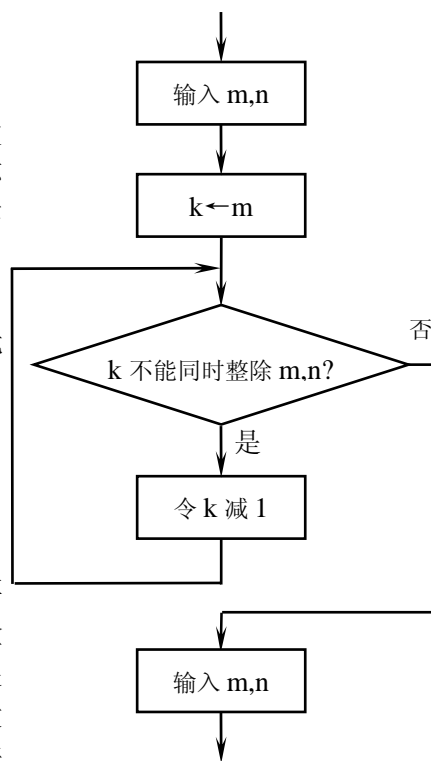 输入 m,n
k←m
否
k 不能同时整除 m,n?
是
令 k 减 1
输入 m,n